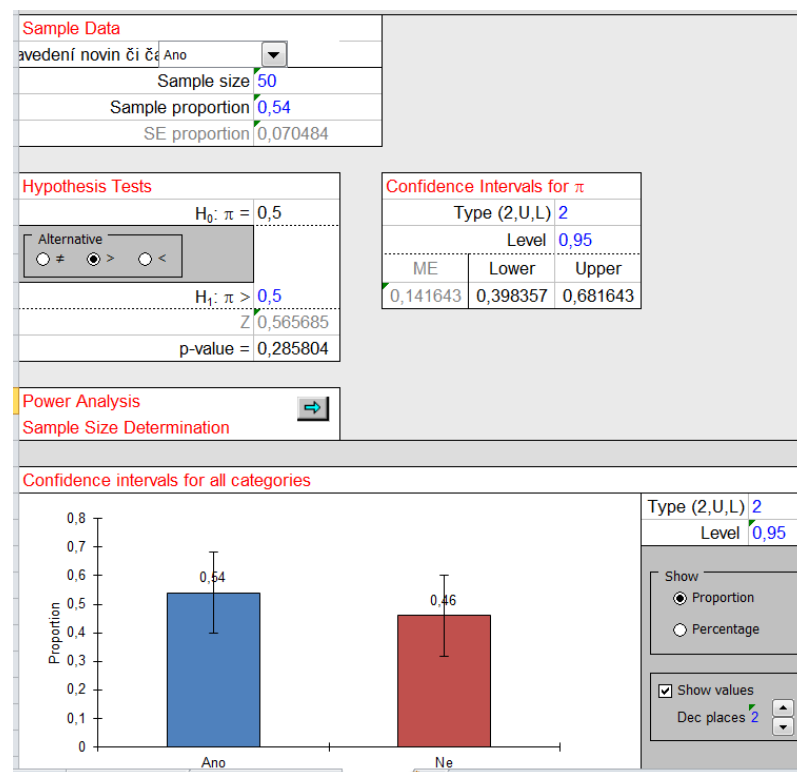 Sample Data
avedení novin či ča Ano
Sample size 50
Sample proportion 0,54
SE proportion 0,070484
Hypothesis Tests
H₀: π = 0,5
Alternative
≠ > <
H₁: π > 0,5
Z 0,565685
p-value = 0,285804
Confidence Intervals for π
Type (2,U,L) 2
Level 0,95
ME Lower Upper
0,141643 0,398357 0,681643
Power Analysis
Sample Size Determination
Confidence intervals for all categories
Proportion
0,8
0,7
0,6
0,5
0,4
0,3
0,2
0,1
0
0,54
0,46
Ano Ne
Type (2,U,L) 2
Level 0,95
Show
Proportion
Percentage
Show values
Dec places 2